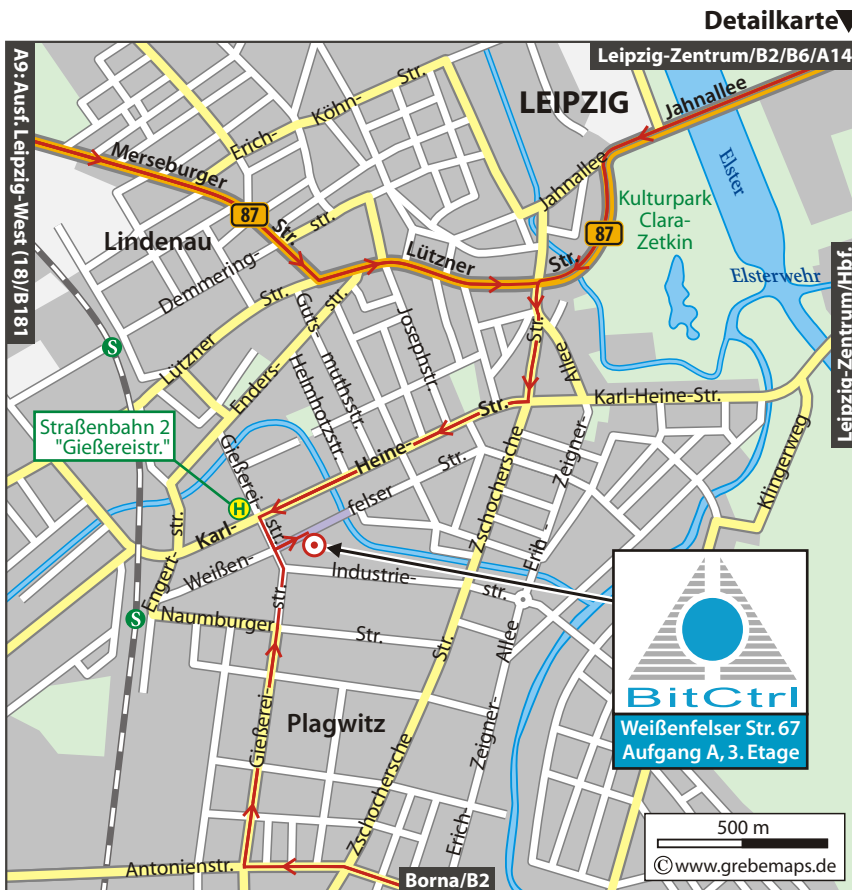 Detailkarte
Leipzig-Zentrum/B2/B6/A14
A9: Ausf. Leipzig-West (18)/B181
LEIPZIG
Jahnallee
Str.
Köhn-
Erich-
Merseburger
Str.
87
Jahnallee
Elster
Kulturpark
Clara-
Zetkin
87
Lindenau
Demmering-
str.
Lützner
Str.
Elsterwehr
Leipzig-Zentrum/Hbf.
Lützner
Str.
Enders-
str.
Guts-
muthsstr.
Helmholzstr.
Josephstr.
Str.
Allee
Karl-Heine-Str.
Straßenbahn 2
"Gießereistr."
S
H
Karl-
Heine-
Str.
Gießerei-
str.
Weißen-
felser
Str.
Zschochersche
Str.
Zeigner-
Erih-
Allee
Klingerweg
Industrie-
str.
Engert-
str.
S
Naumburger
Str.
Gießerei-
str.
Plagwitz
Zschochersche
Erich-
Zeigner-
BitCtrl
Weißenfelser Str. 67
Aufgang A, 3. Etage
Antonienstr.
Borna/B2
500 m
©www.grebemaps.de